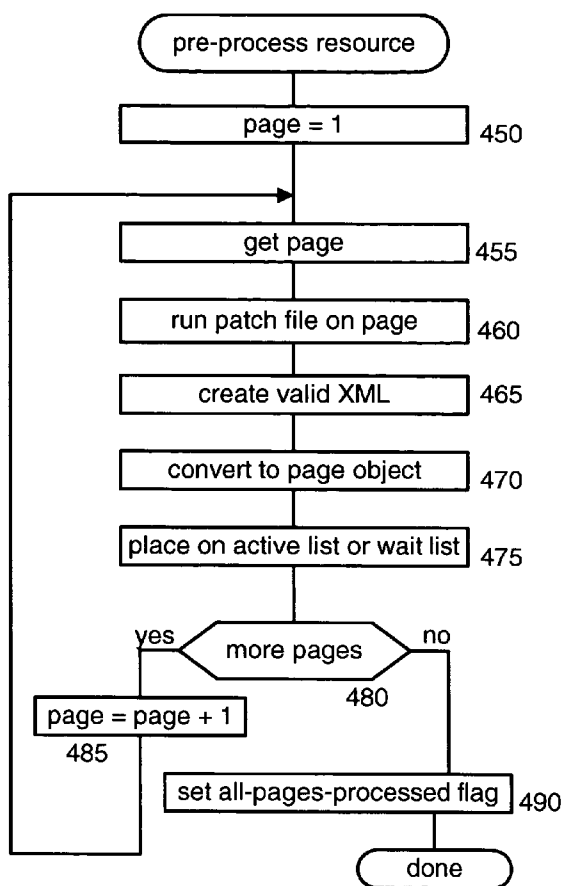 pre-process resource
page = 1
450
get page
455
run patch file on page
460
create valid XML
465
convert to page object
470
place on active list or wait list
475
yes
more pages
no
480
page = page + 1
485
set all-pages-processed flag
490
done